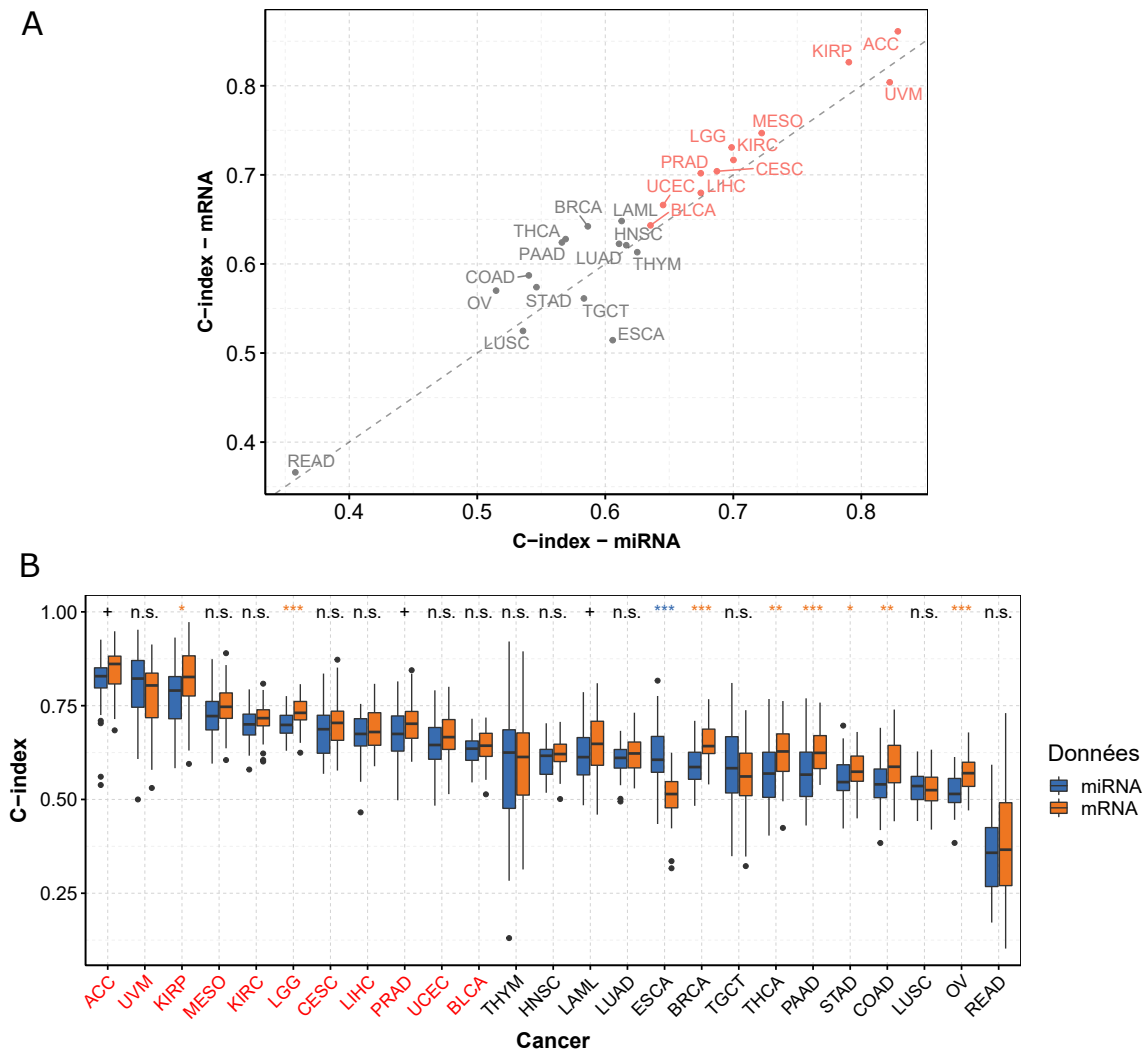 A
KIRP ACC
UVM
MESO
LGG KIRC
PRAD CESC
UCEC LIHC
BRCA LAML BLCA
THCA HNSC
PAAD LUAD THYM
COAD
OV STAD TGCT
LUSC ESCA
READ
0.8
0.7
0.6
0.5
0.4
C−index − mRNA
0.4 0.5 0.6 0.7 0.8
C−index − miRNA
B
+ n.s. * n.s. n.s. *** n.s. n.s. + n.s. n.s. n.s. n.s. + n.s. *** *** n.s. ** *** * ** n.s. *** n.s.
1.00
0.75
0.50
0.25
C−index
ACC UVM KIRP MESO KIRC LGG CESC LIHC PRAD UCEC BLCA THYM HNSC LAML LUAD ESCA BRCA TGCT THCA PAAD STAD COAD LUSC OV READ
Cancer
Données
miRNA
mRNA